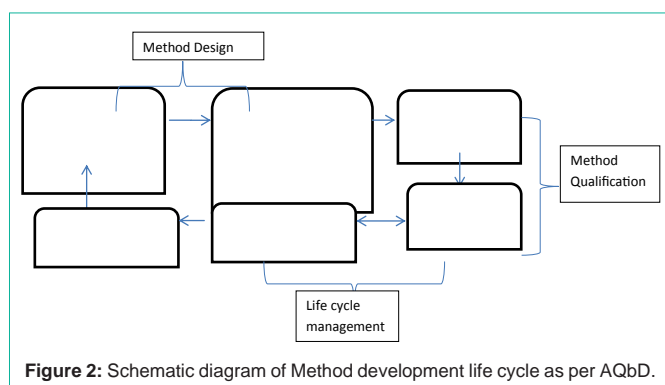 Method Design
Method
Qualification
Life cycle
management
Figure 2: Schematic diagram of Method development life cycle as per AQbD.